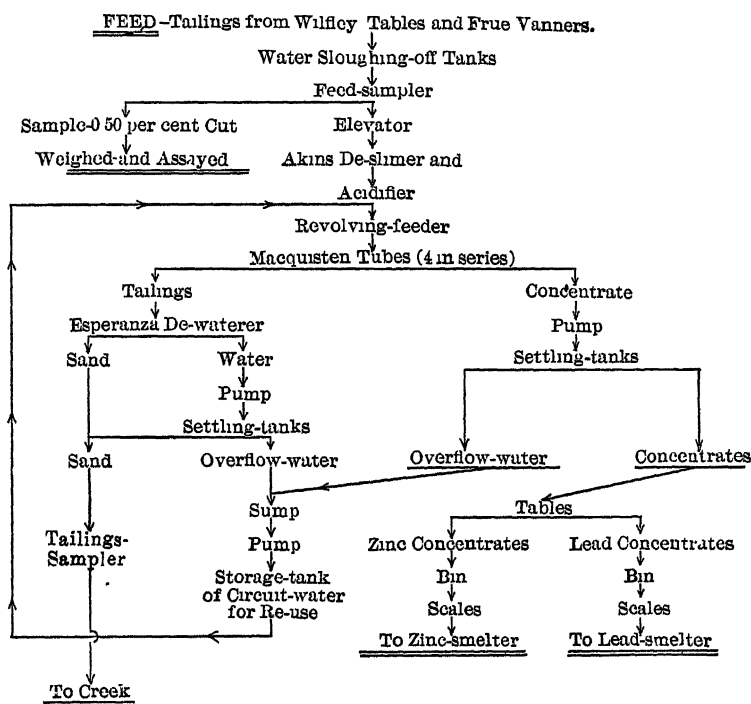 FEED-Tailings from Wilfley Tables and Frue Vanners.
Water Sloughing-off Tanks
Feed-sampler
Sample-0 50 per cent Cut
Elevator
Weighed-and Assayed
Akins De-slimer and
Acidifier
Revolving-feeder
Macquisten Tubes (4 in series)
Tailings
Concentrate
Esperanza De-waterer
Pump
Sand
Water
Settling-tanks
Pump
Settling-tanks
Sand
Overflow-water
Overflow-water
Concentrates
Sump
Tables
Tailings-
Sampler
Pump
Zinc Concentrates
Lead Concentrates
Storage-tank
of Circuit-water
for Re-use
Bin
Bin
Scales
Scales
To Zinc-smelter
To Lead-smelter
To Creek